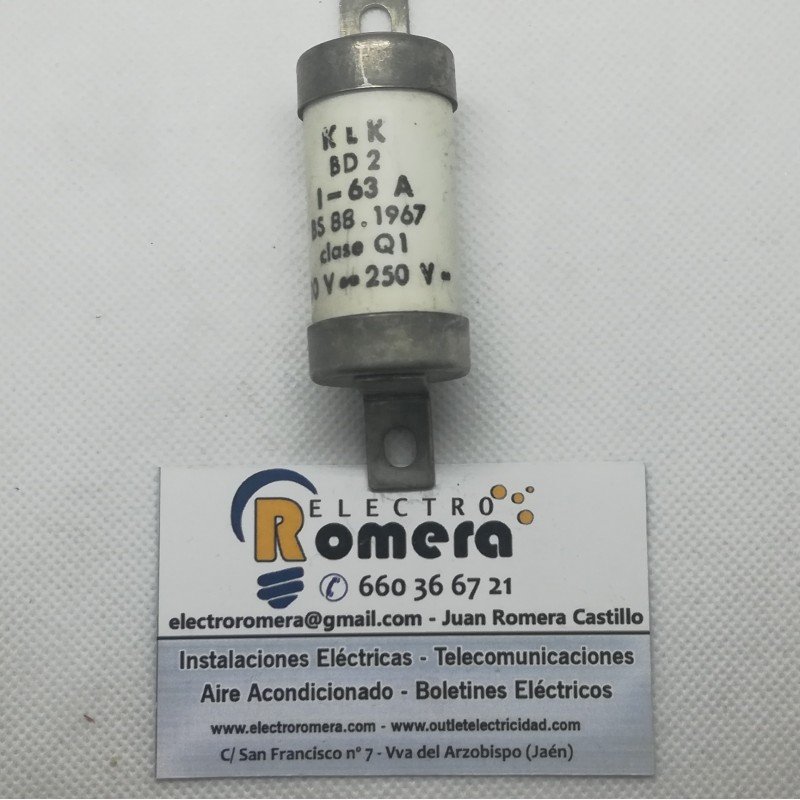 KLK
BD 2
I-63 A
BS 88.1967
clase Q1
0 V 250 V
ELECTRO
Romera
660 36 67 21
electroromera@gmail.com - Juan Romera Castillo
Instalaciones Eléctricas - Telecomunicaciones
Aire Acondicionado - Boletines Eléctricos
www.electroromera.com - www.outletelectricidad.com
C/ San Francisco nº 7 - Vva del Arzobispo (Jaén)